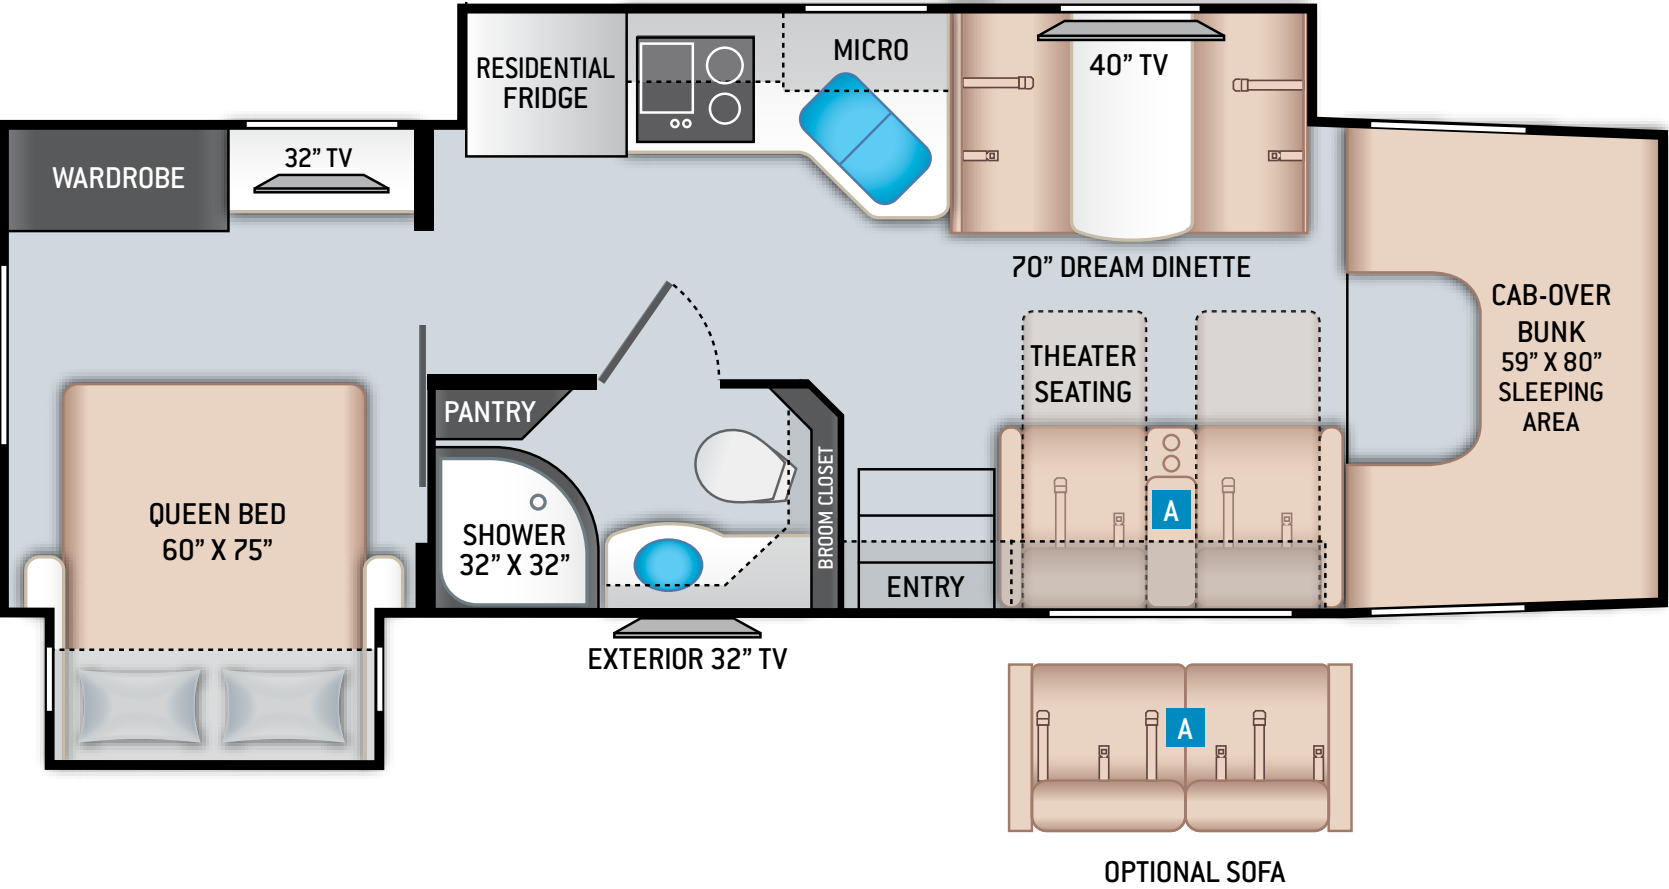 RESIDENTIAL
FRIDGE
MICRO
40” TV
WARDROBE
32” TV
70” DREAM DINETTE
CAB-OVER
BUNK
59” X 80”
SLEEPING
AREA
THEATER
SEATING
PANTRY
QUEEN BED
60” X 75”
SHOWER
32” X 32”
BROOM CLOSET
A
ENTRY
EXTERIOR 32” TV
A
OPTIONAL SOFA